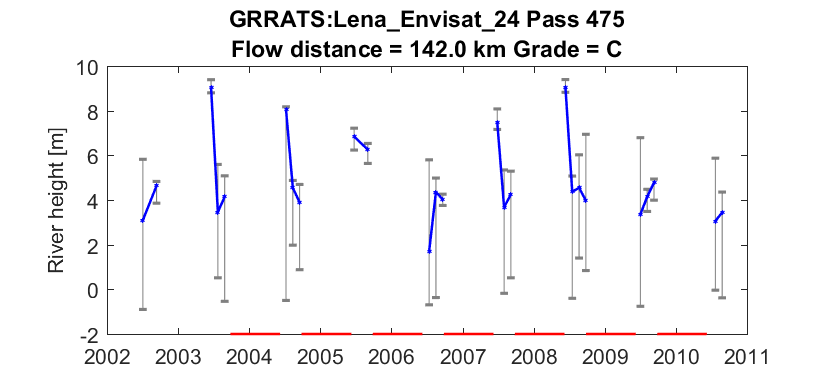 GRRATS:Lena_Envisat_24 Pass 475
Flow distance = 142.0 km Grade = C
River height [m]
10
8
6
4
2
0
-2
2002 2003 2004 2005 2006 2007 2008 2009 2010 2011